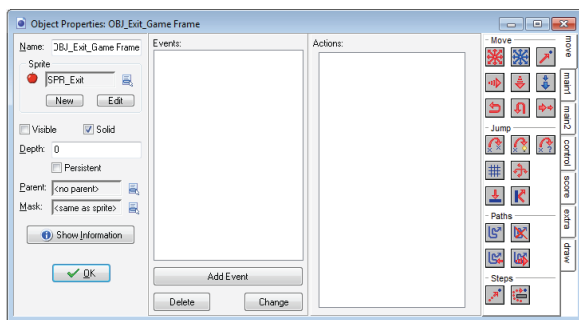 Object Properties: OBJ_Exit_Game Frame
Name: OBJ_Exit_Game Frame
Sprite
SPR_Exit
New Edit
Visible Solid
Depth: 0
Persistent
Parent: <no parent>
Mask: <same as sprite>
Show Information
OK
Events:
Add Event
Delete Change
Actions:
Move
Jump
Paths
Steps
move
main1
main2
control
score
extra
draw